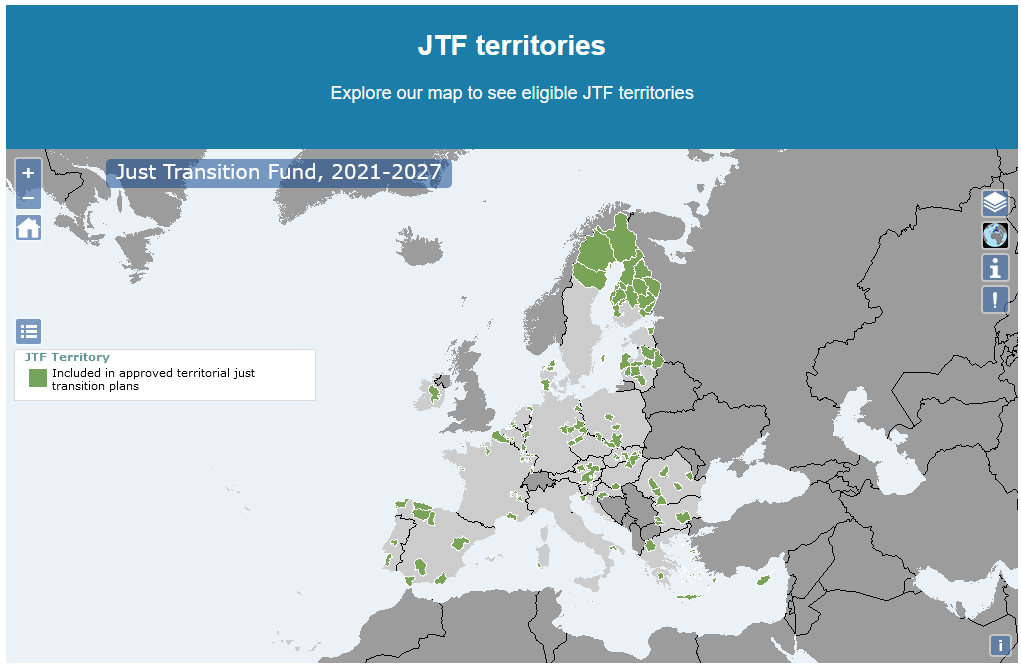 JTF territories
Explore our map to see eligible JTF territories
+
Just Transition Fund, 2021-2027
−
i
!
JTF Territory
Included in approved territorial just
transition plans
i